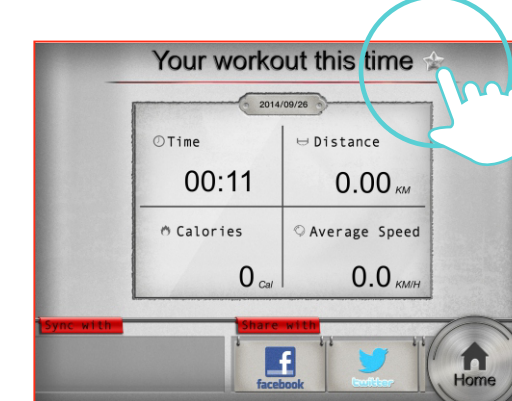 Your workout this time
2014/09/26
Time
Distance
00:11
0.00 KM
Calories
Average Speed
0 Cal
0.0 KM/H
Sync with
Share with
facebook
twitter
Home